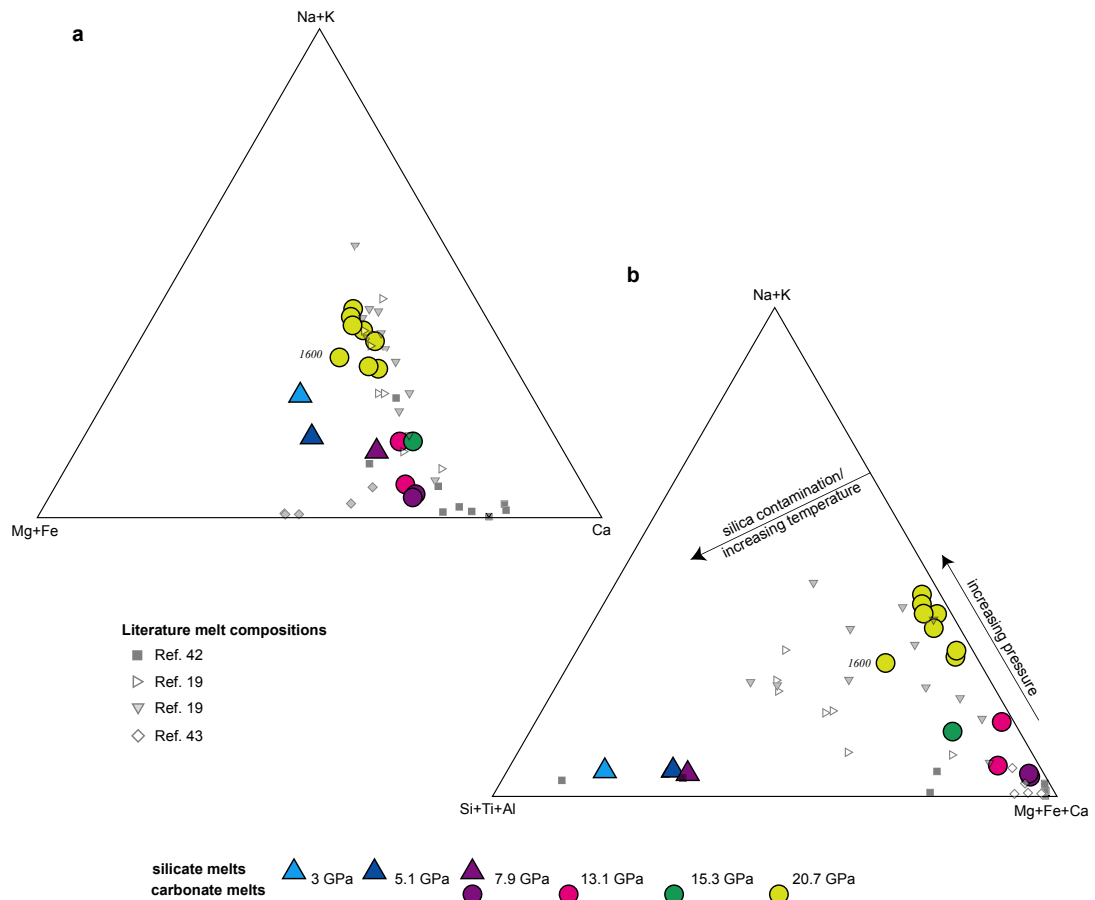 a
Na+K
1600
Mg+Fe
Ca
b
Na+K
silica contamination/
increasing temperature
increasing pressure
1600
Si+Ti+Al
Mg+Fe+Ca
Literature melt compositions
Ref. 42
Ref. 19
Ref. 19
Ref. 43
silicate melts
carbonate melts
3 GPa
5.1 GPa
7.9 GPa
13.1 GPa
15.3 GPa
20.7 GPa